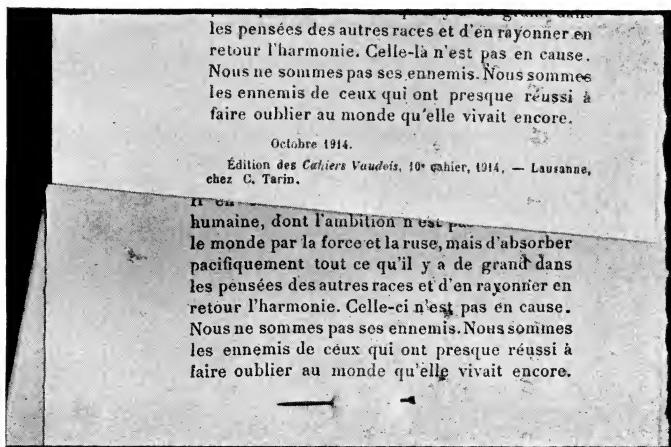 les pensées des autres races et d'en rayonner en
retour l'harmonie. Celle-là n'est pas en cause.
Nous ne sommes pas ses ennemis. Nous sommes
les ennemis de ceux qui ont presque réussi à
faire oublier au monde qu'elle vivait encore.
Octobre 1914.
Édition des Cahiers Vaudois, 10e cahier, 1914, — Lausanne,
chez C. Tarin.
humaine, dont l'ambition n'est
le monde par la force et la ruse, mais d'absorber
pacifiquement tout ce qu'il y a de grand dans
les pensées des autres races et d'en rayonner en
retour l'harmonie. Celle-ci n'est pas en cause.
Nous ne sommes pas ses ennemis. Nous sommes
les ennemis de ceux qui ont presque réussi à
faire oublier au monde qu'elle vivait encore.